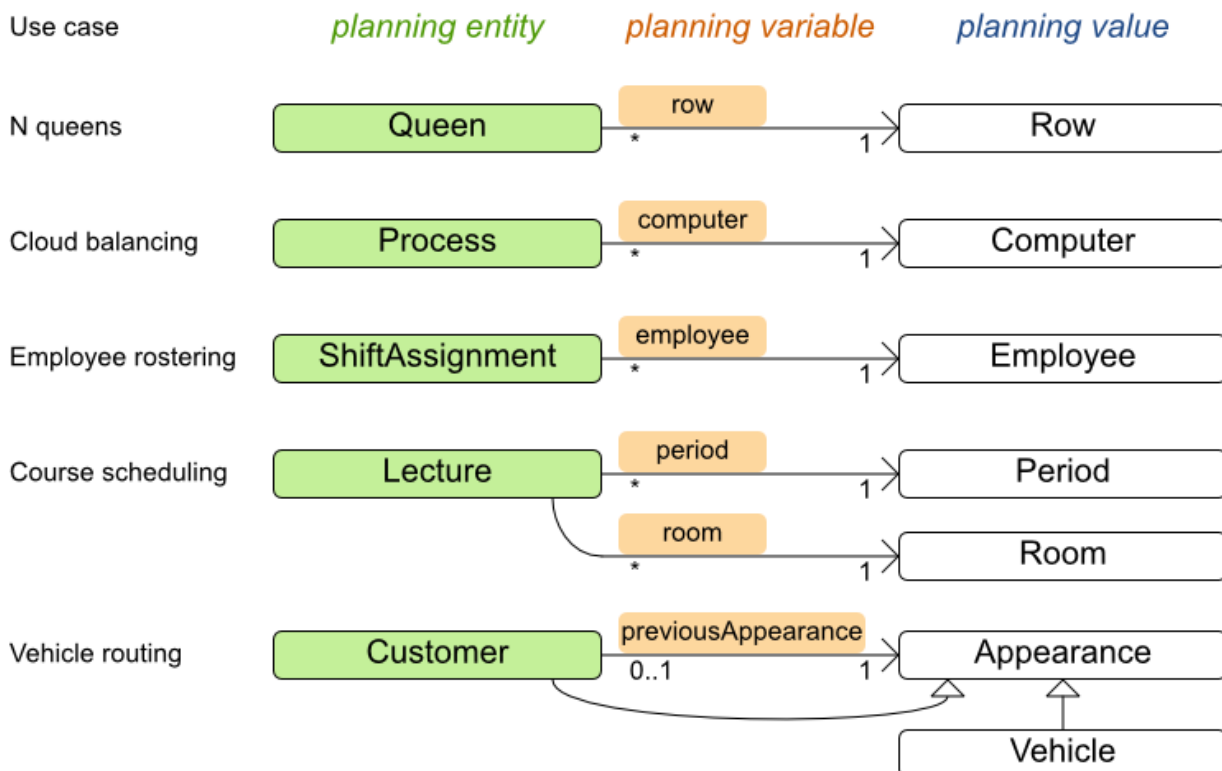 Use case planning entity planning variable planning value
N queens Queen row * 1 Row
Cloud balancing Process computer * 1 Computer
Employee rostering ShiftAssignment employee * 1 Employee
Course scheduling Lecture period * 1 Period
room * 1 Room
Vehicle routing Customer previousAppearance 0..1 1 Appearance
Vehicle